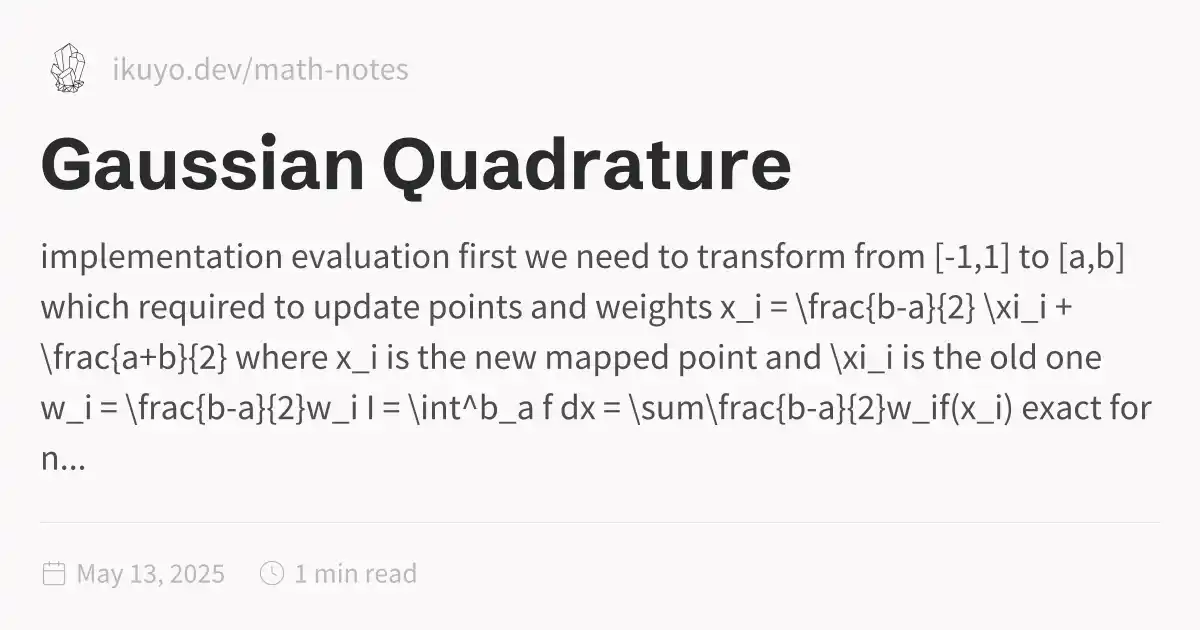 ikuyo.dev/math-notes
Gaussian Quadrature
implementation evaluation first we need to transform from [-1,1] to [a,b]
which required to update points and weights x_i = \frac{b-a}{2} \xi_i +
\frac{a+b}{2} where x_i is the new mapped point and \xi_i is the old one
w_i = \frac{b-a}{2}w_i I = \int^b_a f dx = \sum\frac{b-a}{2}w_if(x_i) exact for
n...
May 13, 2025
1 min read